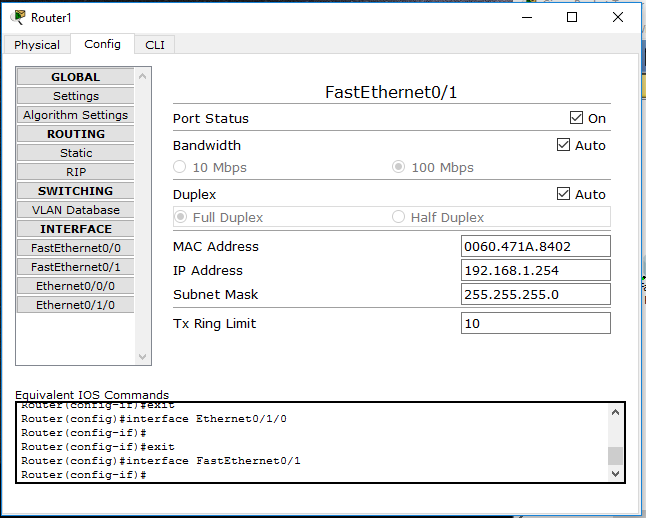 Router1
Physical Config CLI
GLOBAL
Settings
Algorithm Settings
ROUTING
Static
RIP
SWITCHING
VLAN Database
INTERFACE
FastEthernet0/0
FastEthernet0/1
Ethernet0/0/0
Ethernet0/1/0
FastEthernet0/1
Port Status On
Bandwidth Auto
10 Mbps 100 Mbps
Duplex Auto
Full Duplex Half Duplex
MAC Address 0060.471A.8402
IP Address 192.168.1.254
Subnet Mask 255.255.255.0
Tx Ring Limit 10
Equivalent IOS Commands
Router(config-if)#exit
Router(config)#interface Ethernet0/1/0
Router(config-if)#
Router(config-if)#exit
Router(config)#interface FastEthernet0/1
Router(config-if)#